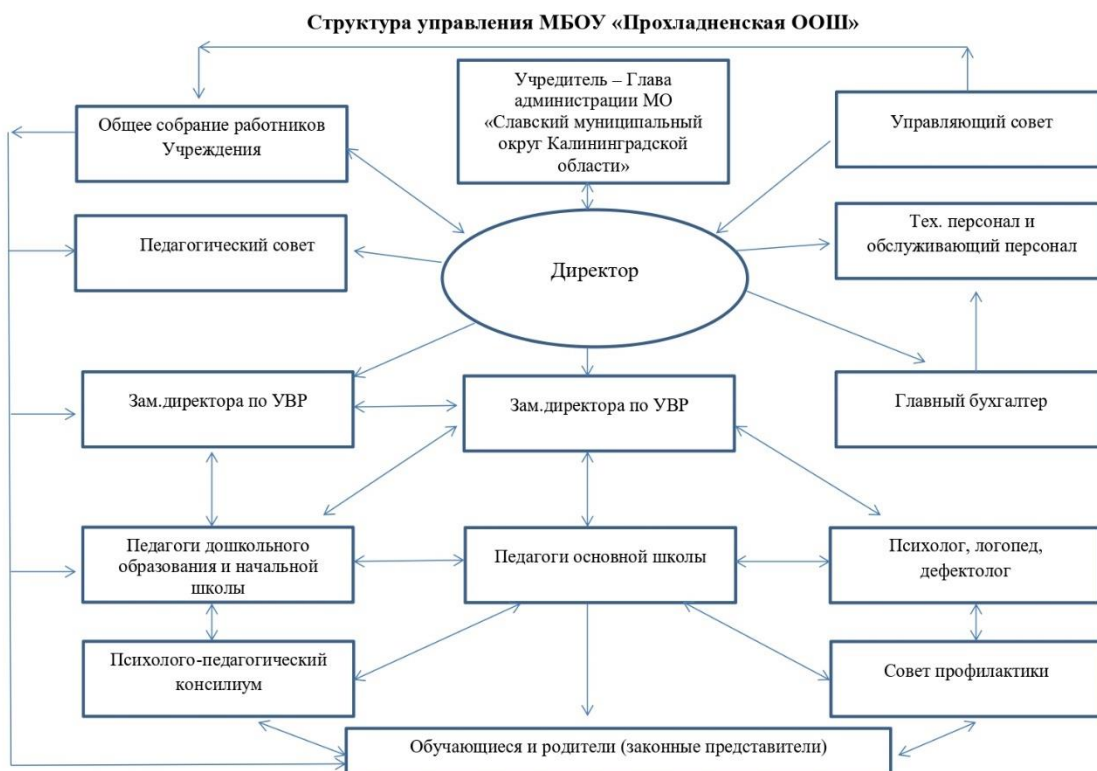 Структура управления МБОУ «Прохладненская ООШ»
Общее собрание работников
Учреждения
Учредитель – Глава
администрации МО
«Славский муниципальный
округ Калининградской
области»
Управляющий совет
Педагогический совет
Директор
Тех. персонал и
обслуживающий персонал
Зам.директора по УВР
Зам.директора по УВР
Главный бухгалтер
Педагоги дошкольного
образования и начальной
школы
Педагоги основной школы
Психолог, логопед,
дефектолог
Психолого-педагогический
консилиум
Совет профилактики
Обучающиеся и родители (законные представители)